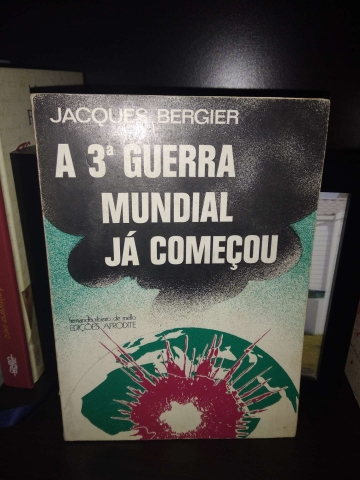 JACQUES BERGIER
A 3ª GUERRA
MUNDIAL
JÁ COMEÇOU
fernando ribeiro de mello
EDIÇÕES AFRODITE